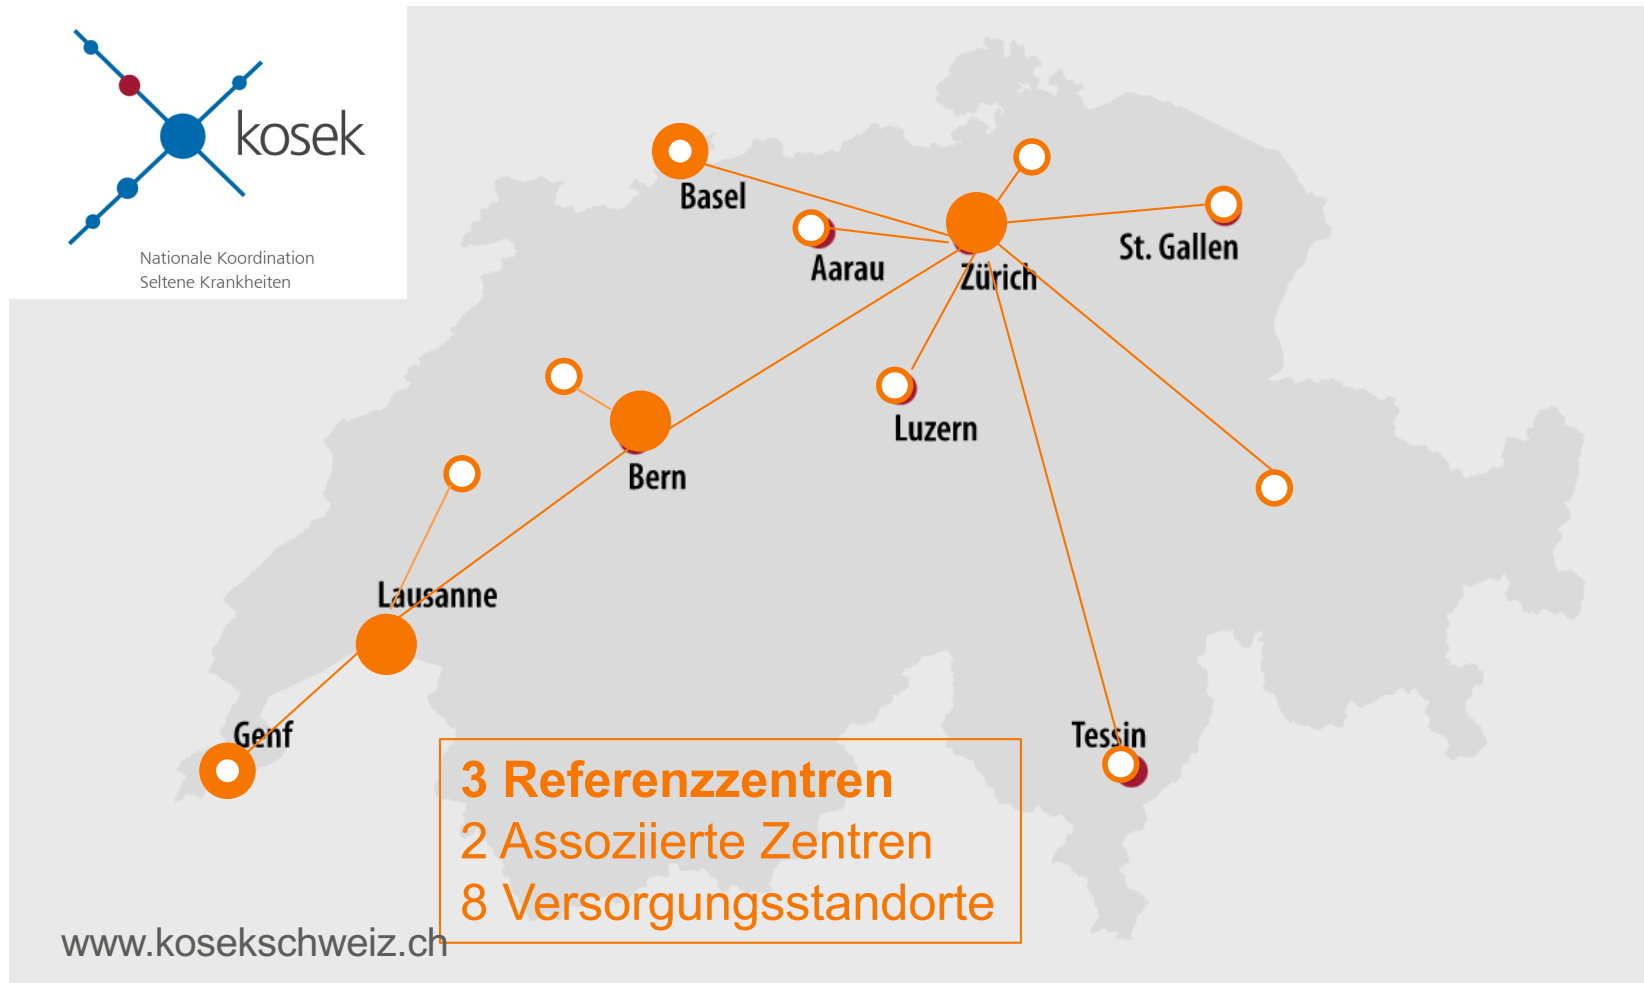 kosek
Nationale Koordination
Seltene Krankheiten
Basel
Aarau
Zürich
St. Gallen
Luzern
Bern
Lausanne
Genf
Tessin
3 Referenzzentren
2 Assoziierte Zentren
8 Versorgungsstandorte
www.kosekschweiz.ch